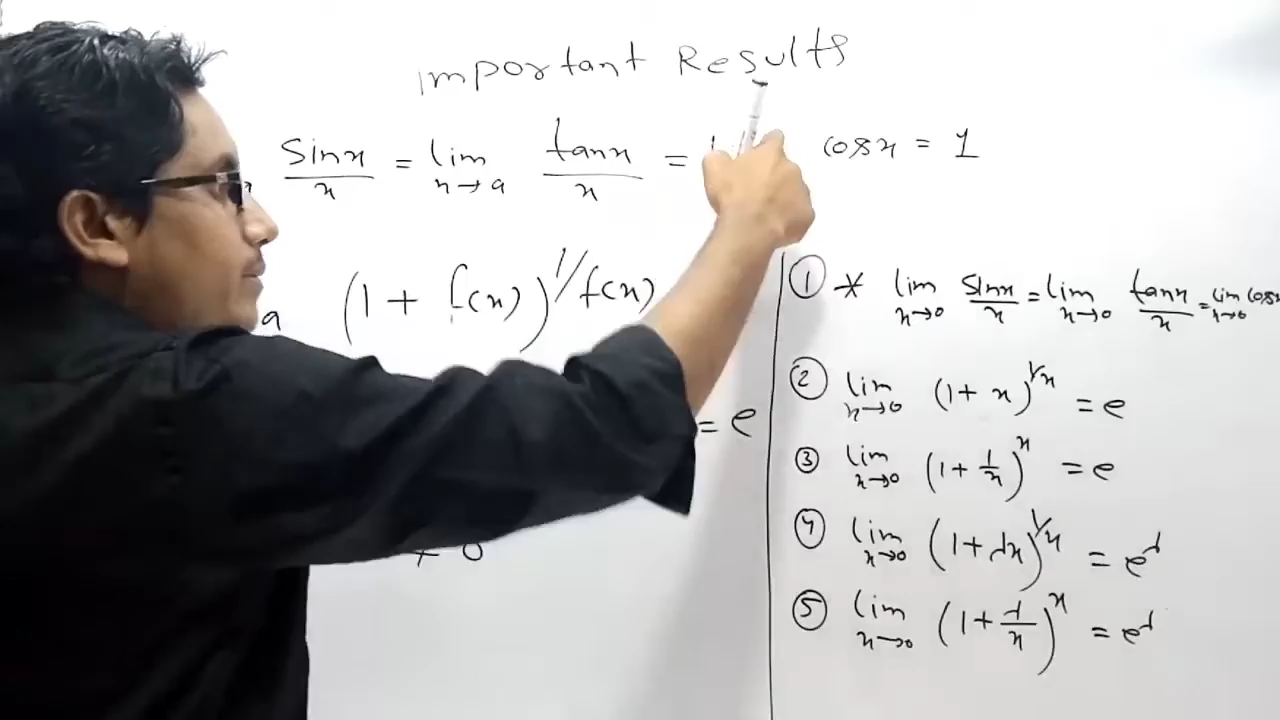 Important Results
sinx/x = lim x→a tanx/x = cosx = 1
a (1 + f(x))^1/f(x)
= e
① * lim x→0 sinx/x = lim x→0 tanx/x = lim x→0 cosx
② lim x→0 (1 + x)^1/x = e
③ lim x→0 (1 + 1/x)^x = e
④ lim x→0 (1 + λx)^1/x = e^λ
⑤ lim x→0 (1 + λ/x)^x = e^λ